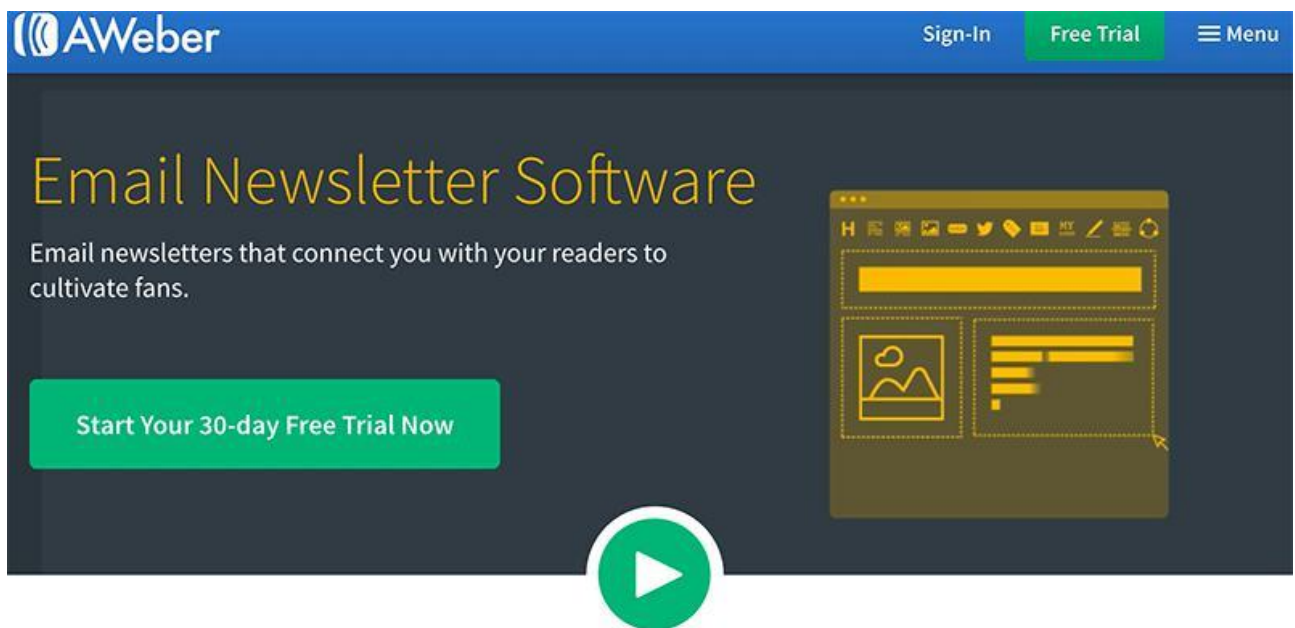 AWeber
Sign-In
Free Trial
Menu
Email Newsletter Software
Email newsletters that connect you with your readers to
cultivate fans.
H
MY
Start Your 30-day Free Trial Now